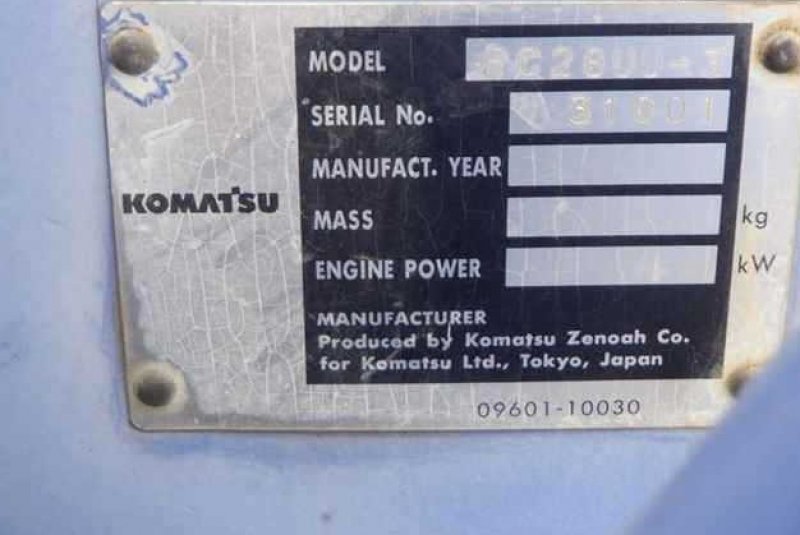 KOMATSU
MODEL
SERIAL No.
MANUFACT. YEAR
MASS kg
ENGINE POWER kW
MANUFACTURER
Produced by Komatsu Zenoah Co.
for Komatsu Ltd., Tokyo, Japan
09601-10030